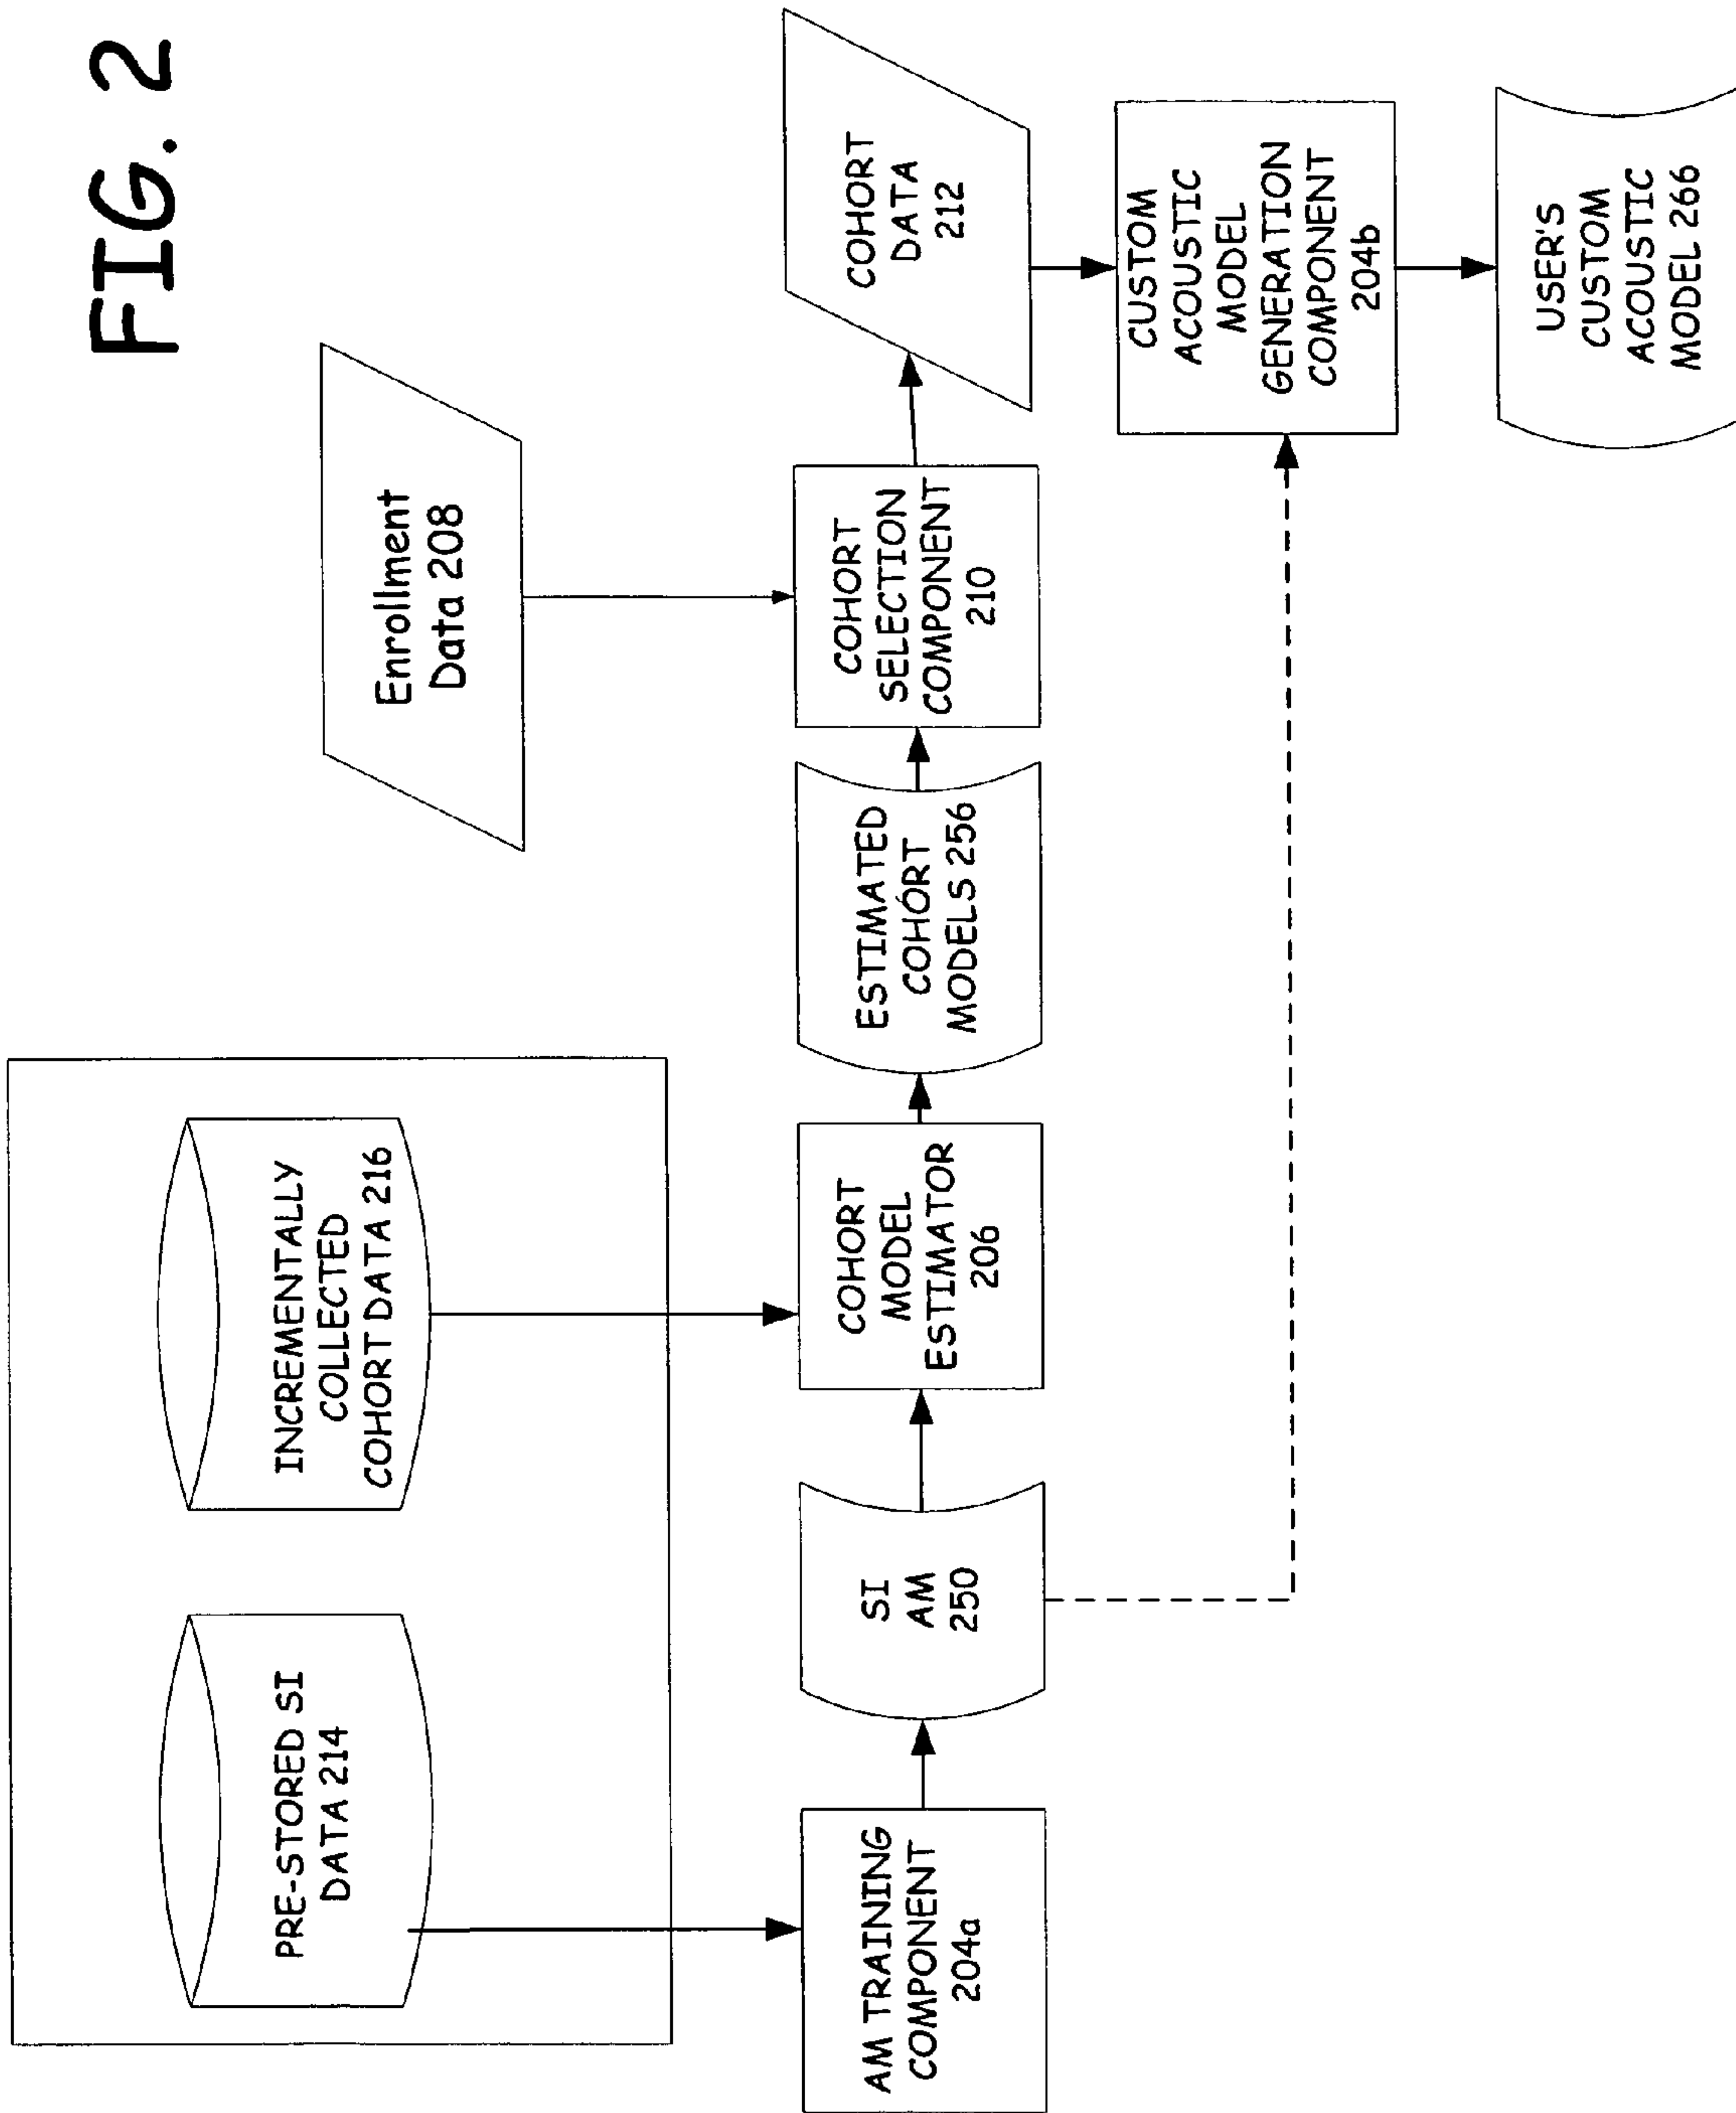 FIG. 2
PRE-STORED SI
DATA 214
INCREMENTALLY
COLLECTED
COHORT DATA 216
Enrollment
Data 208
AM TRAINING
COMPONENT
204a
SI
AM
250
COHORT
MODEL
ESTIMATOR
206
ESTIMATED
COHORT
MODELS 256
COHORT
SELECTION
COMPONENT
210
COHORT
DATA
212
CUSTOM
ACOUSTIC
MODEL
GENERATION
COMPONENT
204b
USER'S
CUSTOM
ACOUSTIC
MODEL 266